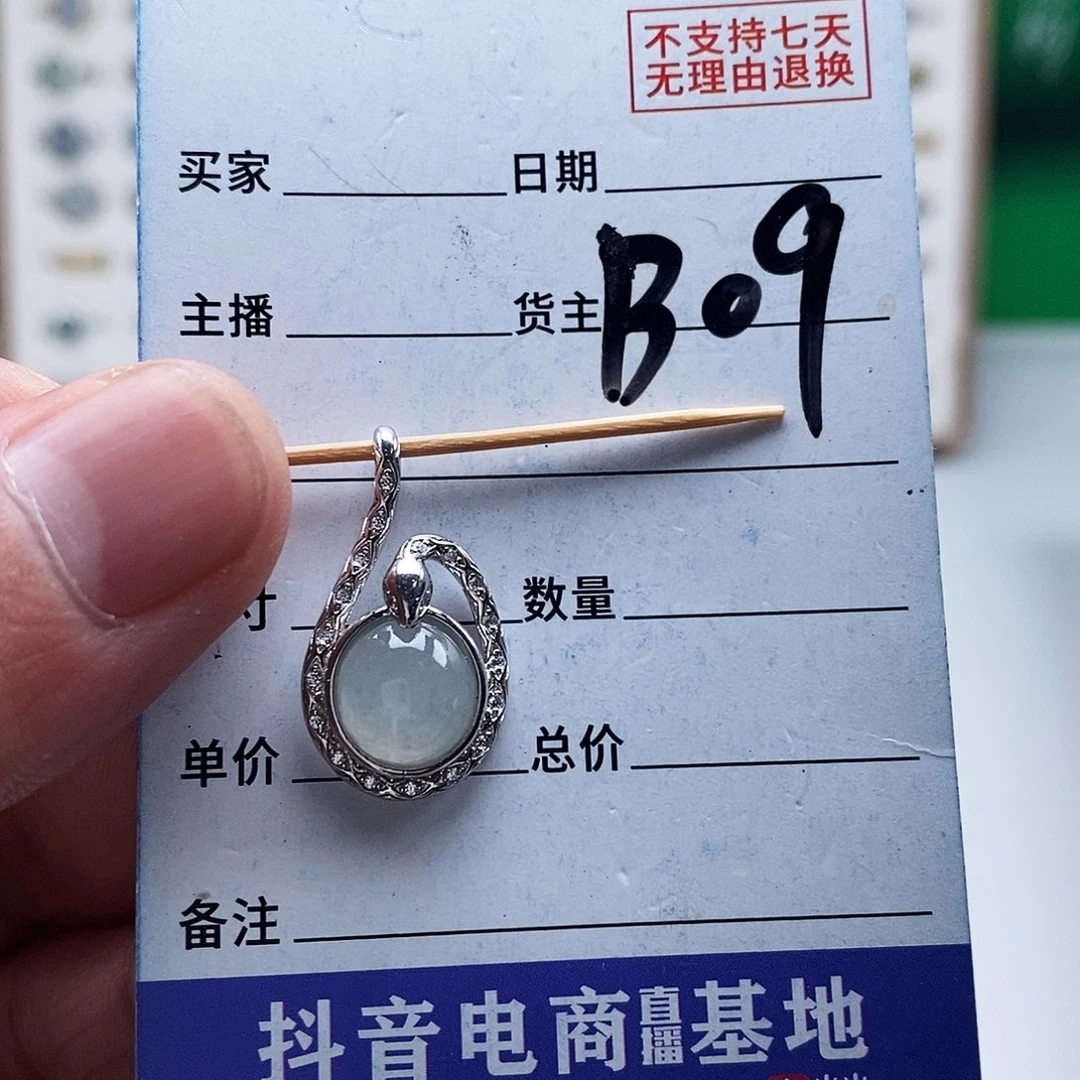 不支持七天
无理由退换
买家 日期
主播 货主 B09
寸 数量
单价 总价
备注
抖音电商直播基地